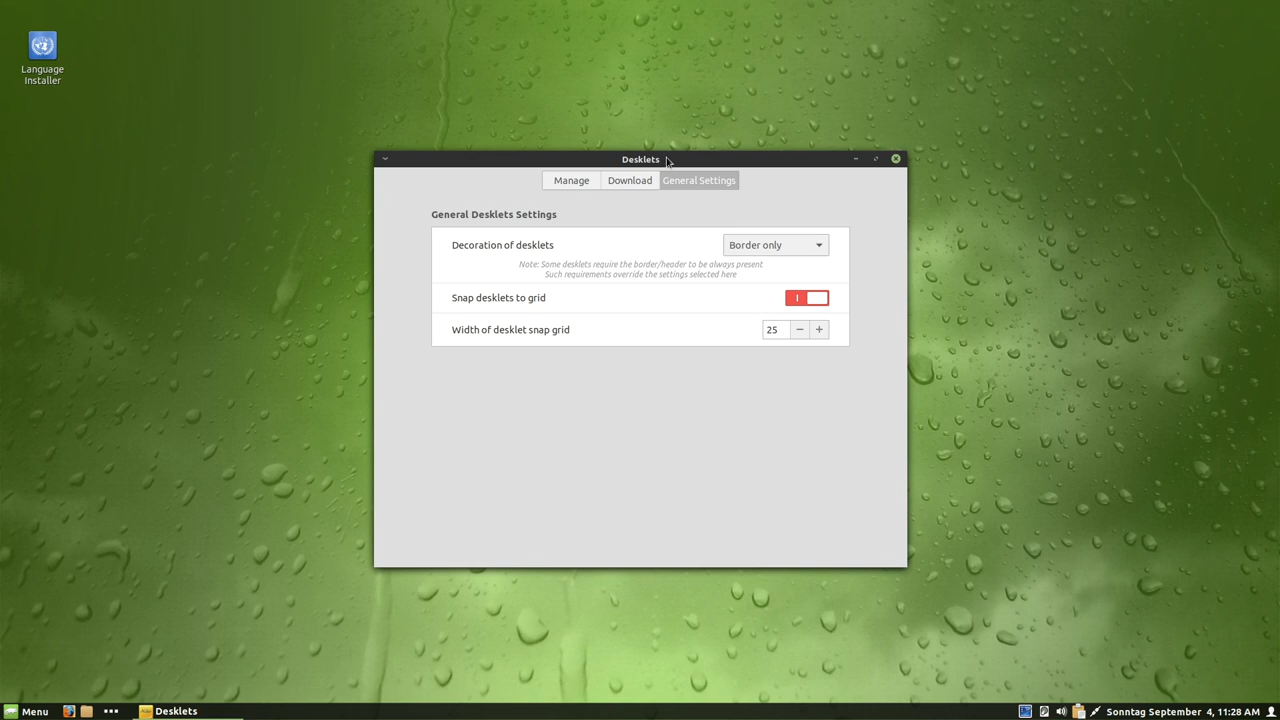 Language
Installer
Desklets
Manage
Download
General Settings
General Desklets Settings
Decoration of desklets
Border only
Note: Some desklets require the border/header to be always present
Such requirements override the settings selected here
Snap desklets to grid
Width of desklet snap grid
25
Menu
Desklets
Sonntag September  4, 11:28 AM